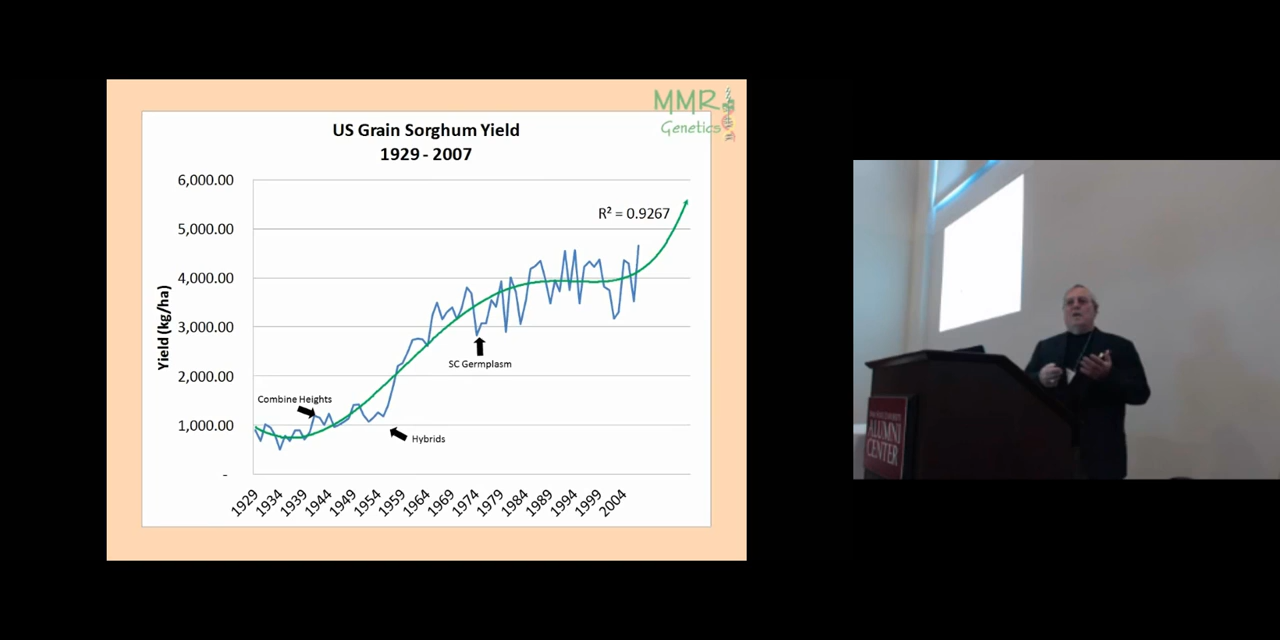 MMR
Genetics
US Grain Sorghum Yield
1929 - 2007
6,000.00
5,000.00
4,000.00
3,000.00
2,000.00
1,000.00
-
Yield (kg/ha)
R² = 0.9267
SC Germplasm
Combine Heights
Hybrids
1929
1934
1939
1944
1949
1954
1959
1964
1969
1974
1979
1984
1989
1994
1999
2004
ALUMNI
CENTER